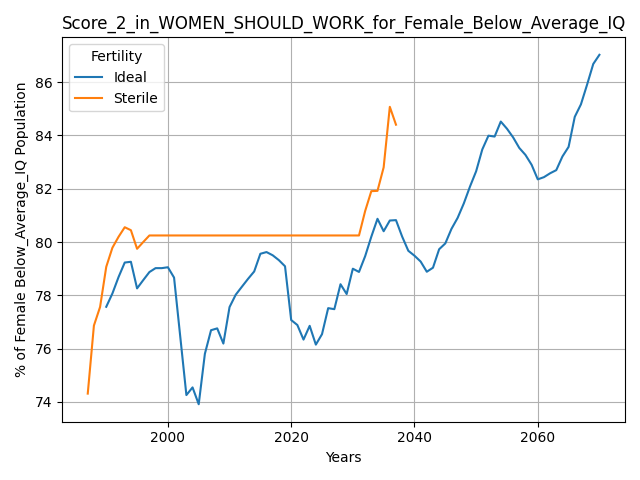 Score_2_in_WOMEN_SHOULD_WORK_for_Female_Below_Average_IQ
Fertility
Ideal
Sterile
% of Female Below_Average_IQ Population
86
84
82
80
78
76
74
2000
2020
2040
2060
Years